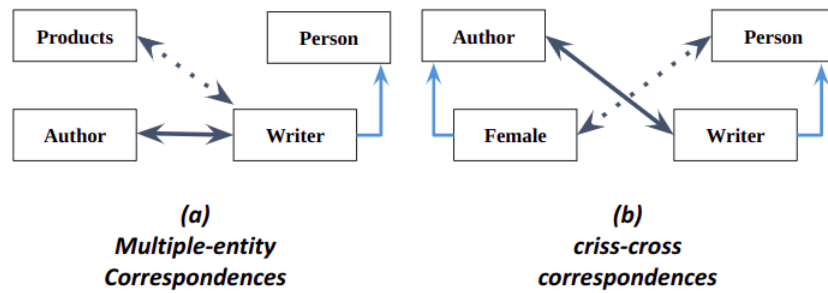 Products
Person
Author
Writer
(a)
Multiple-entity
Correspondences
Author
Person
Female
Writer
(b)
criss-cross
correspondences